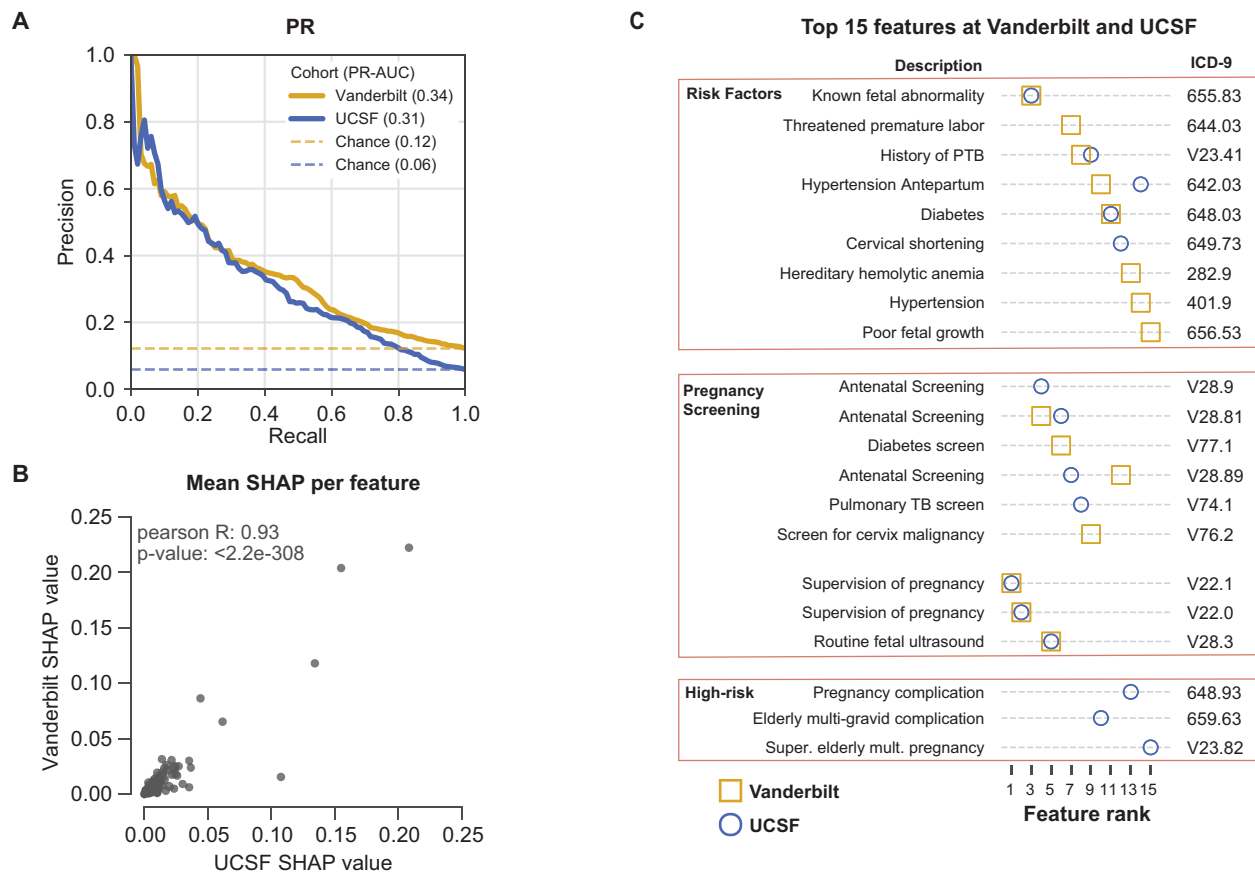 A
PR
1.0
0.8
0.6
0.4
0.2
0.0
Precision
0.0 0.2 0.4 0.6 0.8 1.0
Recall
Cohort (PR-AUC)
Vanderbilt (0.34)
UCSF (0.31)
Chance (0.12)
Chance (0.06)
B
Mean SHAP per feature
pearson R: 0.93
p-value: <2.2e-308
0.25
0.20
0.15
0.10
0.05
0.00
Vanderbilt SHAP value
0.00 0.05 0.10 0.15 0.20 0.25
UCSF SHAP value
C
Top 15 features at Vanderbilt and UCSF
Description ICD-9
Risk Factors
Known fetal abnormality 655.83
Threatened premature labor 644.03
History of PTB V23.41
Hypertension Antepartum 642.03
Diabetes 648.03
Cervical shortening 649.73
Hereditary hemolytic anemia 282.9
Hypertension 401.9
Poor fetal growth 656.53
Pregnancy
Screening
Antenatal Screening V28.9
Antenatal Screening V28.81
Diabetes screen V77.1
Antenatal Screening V28.89
Pulmonary TB screen V74.1
Screen for cervix malignancy V76.2
Supervision of pregnancy V22.1
Supervision of pregnancy V22.0
Routine fetal ultrasound V28.3
High-risk
Pregnancy complication 648.93
Elderly multi-gravid complication 659.63
Super. elderly mult. pregnancy V23.82
1 3 5 7 9 11 13 15
Feature rank
Vanderbilt
UCSF